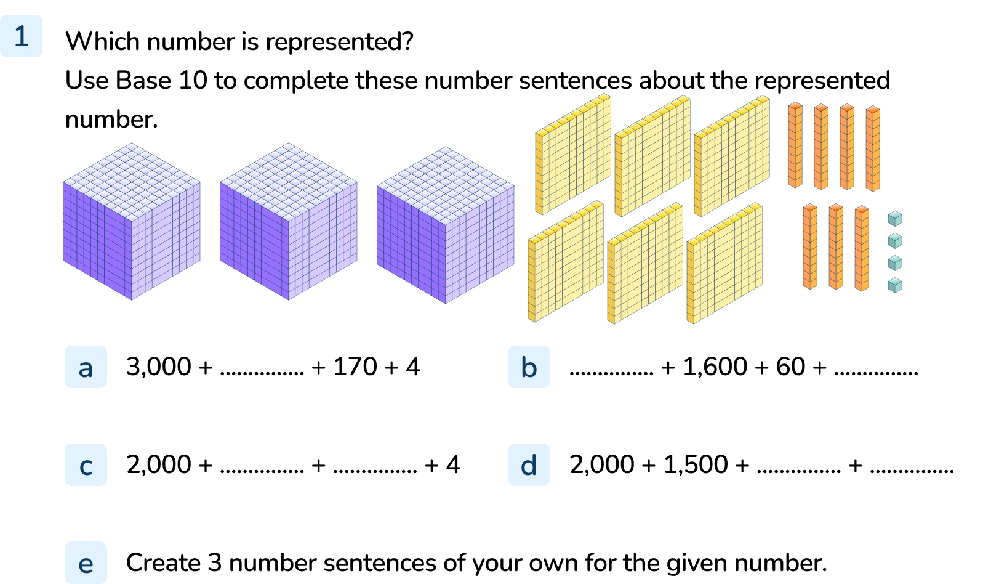 1
Which number is represented?
Use Base 10 to complete these number sentences about the represented
number.
a 3,000 + ............... + 170 + 4
b ............... + 1,600 + 60 + ...............
c 2,000 + ............... + ............... + 4
d 2,000 + 1,500 + ............... + ...............
e Create 3 number sentences of your own for the given number.